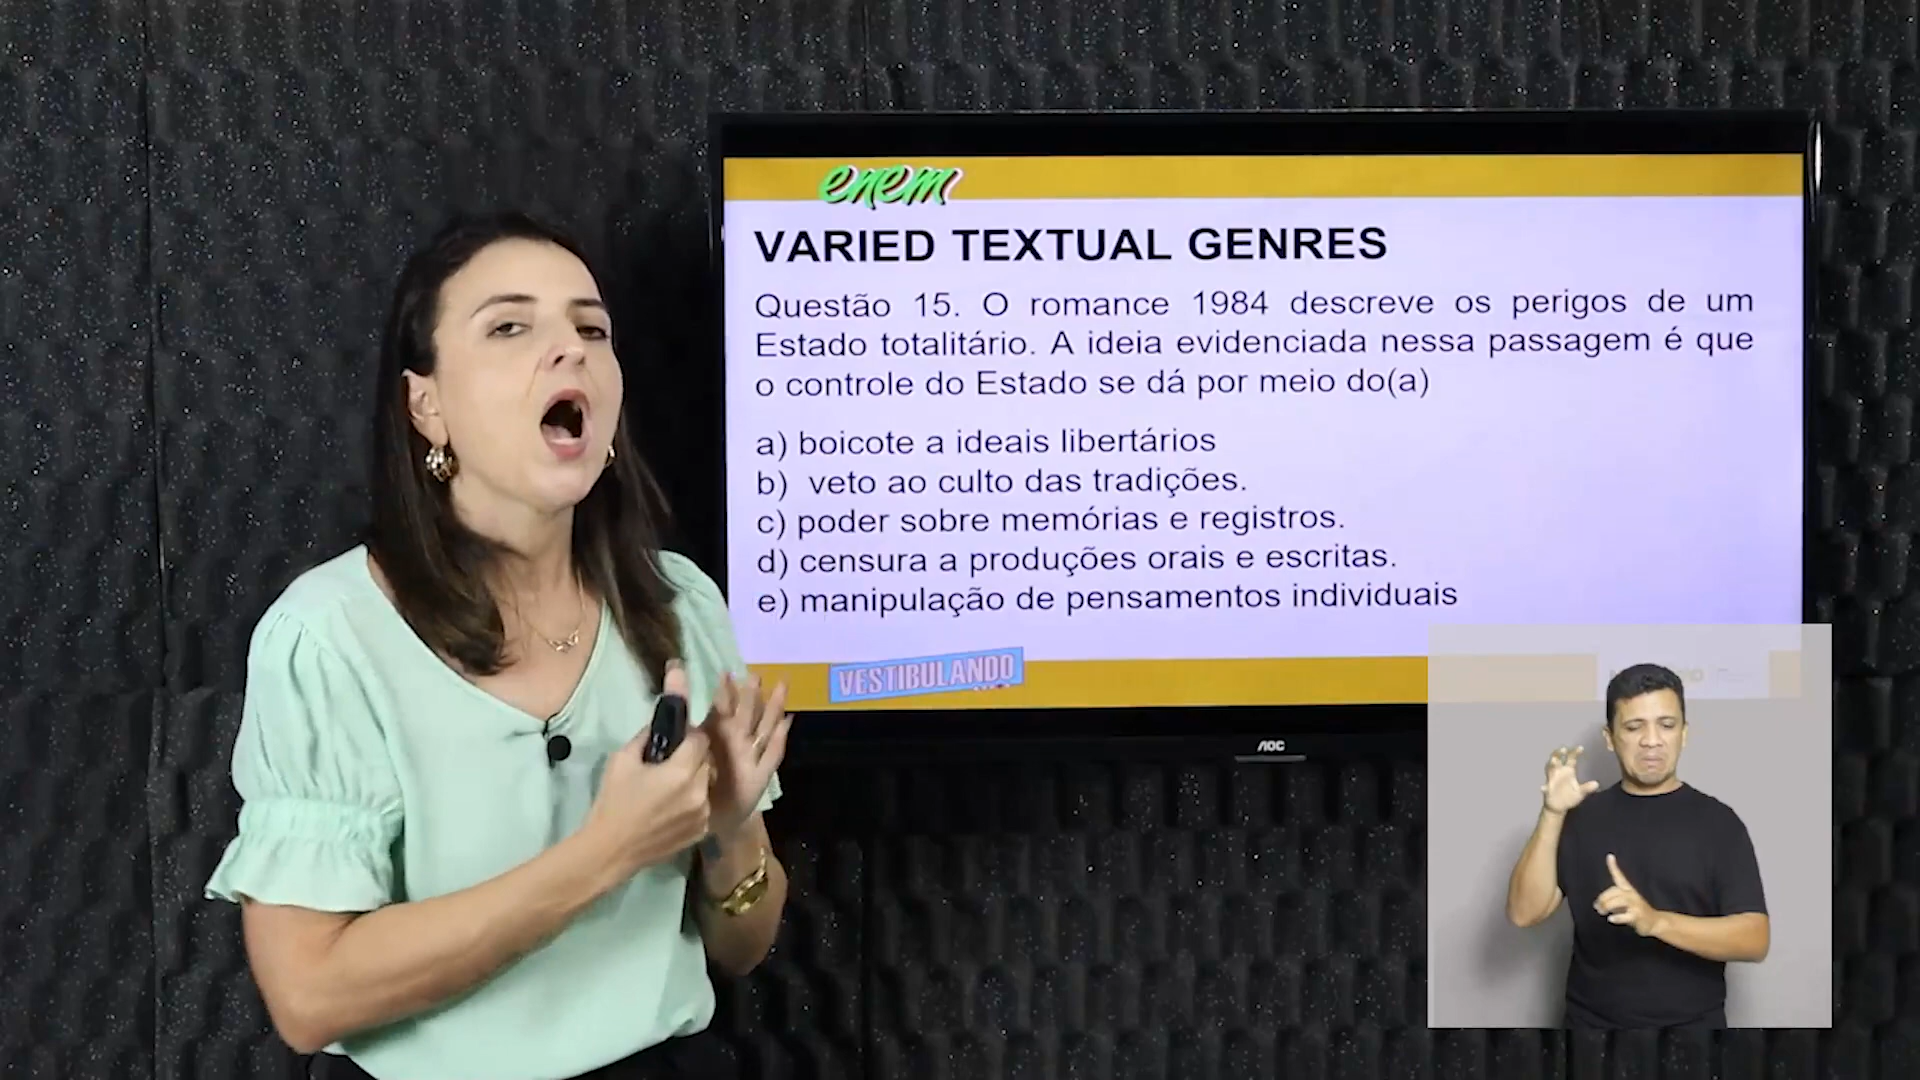 enem
VARIED TEXTUAL GENRES
Questão 15. O romance 1984 descreve os perigos de um
Estado totalitário. A ideia evidenciada nessa passagem é que
o controle do Estado se dá por meio do(a)
a) boicote a ideais libertários
b) veto ao culto das tradições.
c) poder sobre memórias e registros.
d) censura a produções orais e escritas.
e) manipulação de pensamentos individuais
VESTIBULANDO
AOC